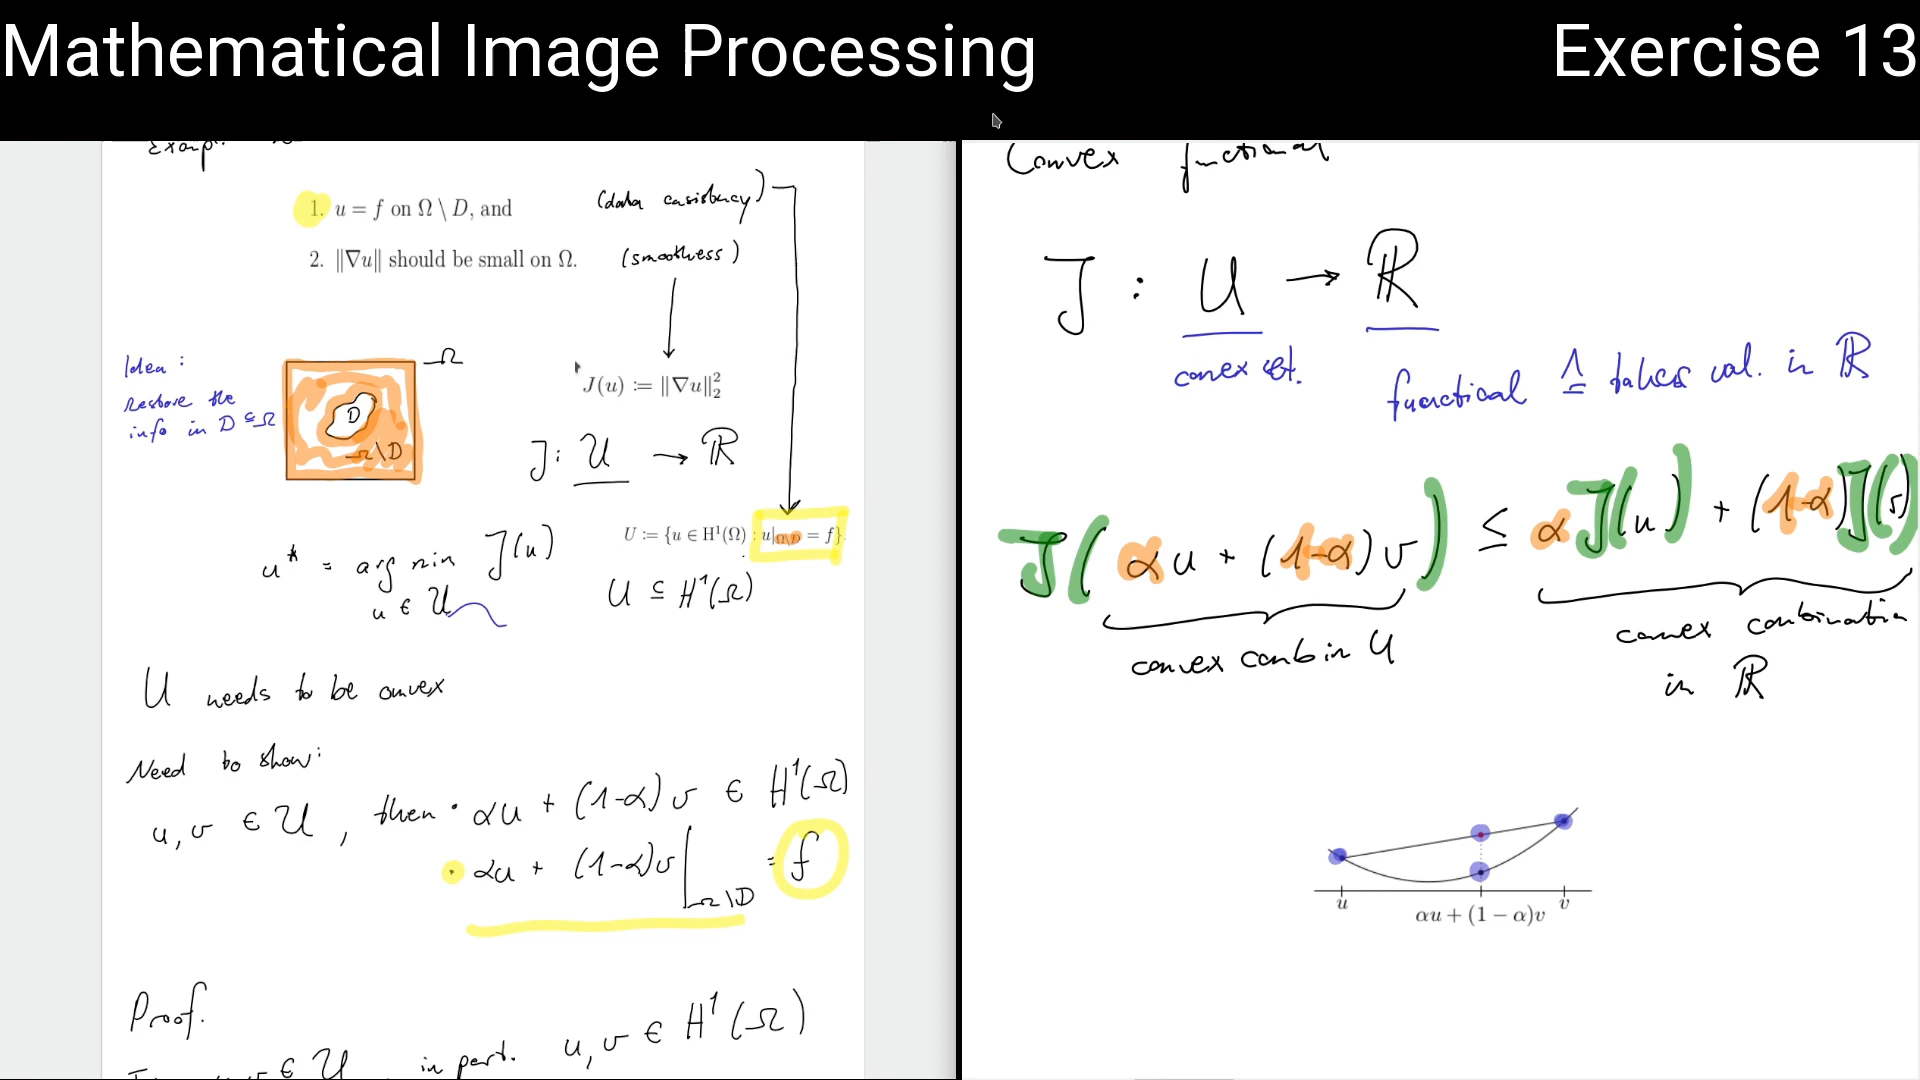 Mathematical Image Processing
Exercise 13
1. u = f on Ω \ D, and
(data consistency)
2. ‖∇u‖ should be small on Ω.
(smoothness)
Idea :
Restore the
info in D ⊆ Ω
Ω
D
Ω\D
J(u) := ‖∇u‖₂²
J : U → ℝ
u* = arg min J(u)
u ∈ U
U := {u ∈ H¹(Ω) : u|Ω\D = f}.
U ⊆ H¹(Ω)
U needs to be convex
Need to show:
u, v ∈ U , then • αu + (1-α) v ∈ H¹(Ω)
• αu + (1-α)v |Ω\D = f
Proof.
∈ U in part. u, v ∈ H¹(Ω)
Convex functional
J : U → ℝ
convex set.
functional ≙ takes val. in ℝ
J(αu + (1-α)v) ≤ αJ(u) + (1-α)J(v)
convex comb in U
convex combination
in ℝ
u
αu + (1 − α)v
v